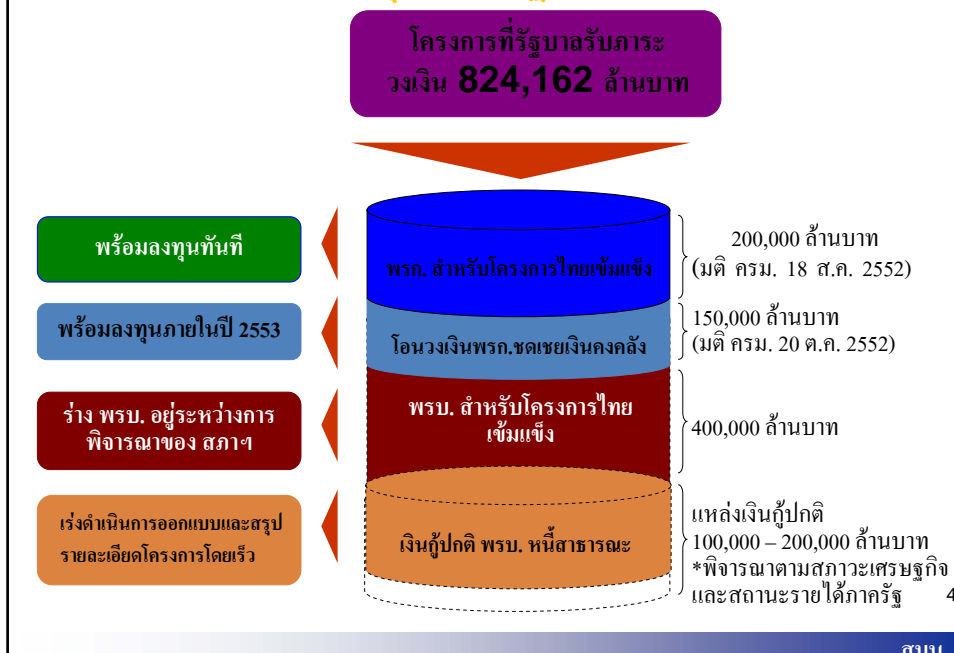 โครงการที่รัฐบาลรับภาระ
วงเงิน 824,162 ล้านบาท
พร้อมลงทุนทันที
พรก. สำหรับโครงการไทยเข้มแข็ง
200,000 ล้านบาท
(มติ ครม. 18 ส.ค. 2552)
พร้อมลงทุนภายในปี 2553
โอนวงเงินพรก.ชดเชยเงินคงคลัง
150,000 ล้านบาท
(มติ ครม. 20 ต.ค. 2552)
ร่าง พรบ. อยู่ระหว่างการ
พิจารณาของ สภาฯ
พรบ. สำหรับโครงการไทย
เข้มแข็ง
400,000 ล้านบาท
เร่งดำเนินการออกแบบและสรุป
รายละเอียดโครงการโดยเร็ว
เงินกู้ปกติ พรบ. หนี้สาธารณะ
แหล่งเงินกู้ปกติ
100,000 – 200,000 ล้านบาท
*พิจารณาตามสภาวะเศรษฐกิจ
และสถานะรายได้ภาครัฐ
4